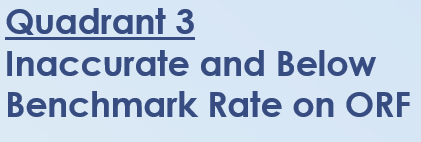 Quadrant 3
Inaccurate and Below
Benchmark Rate on ORF